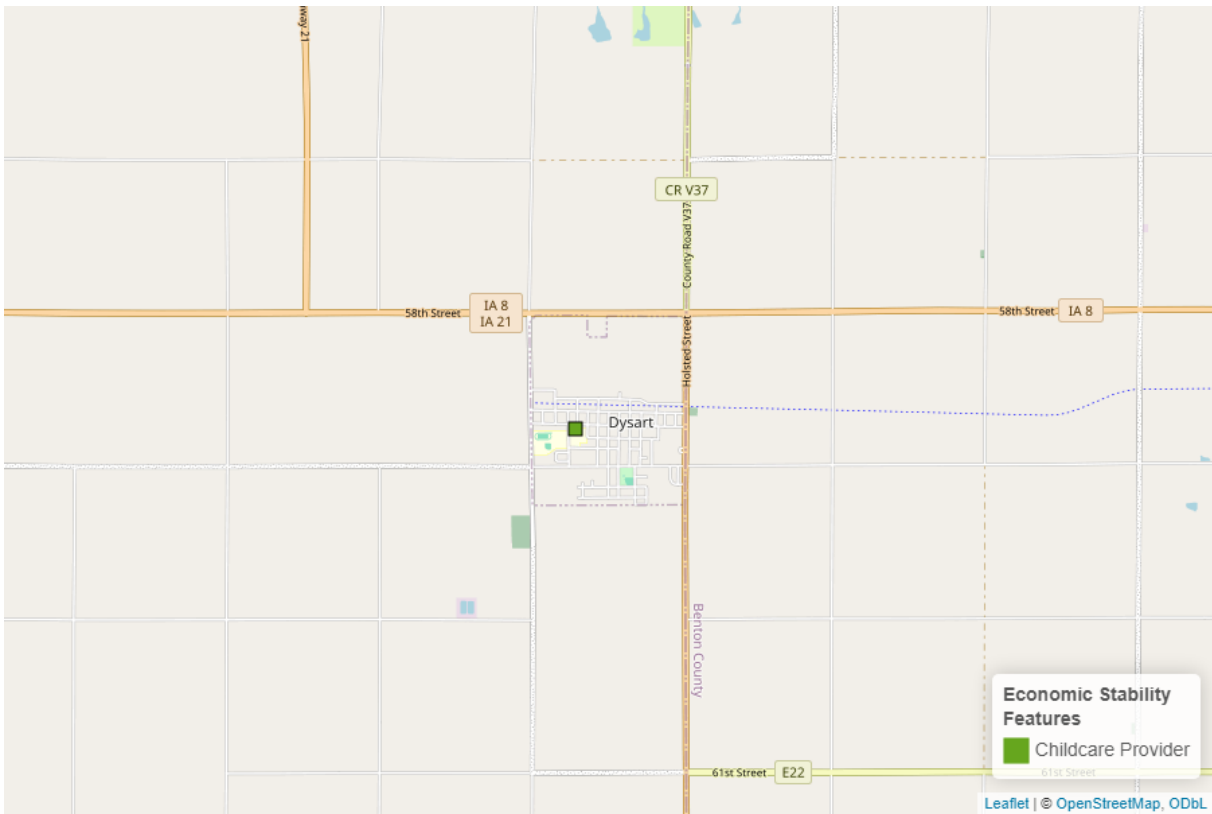 way 21
CR V37
County Road V37
IA 8
IA 21
58th Street
58th Street
IA 8
Holsted Street
Dysart
Benton County
Economic Stability
Features
Childcare Provider
61st Street
E22
61st Street
Leaflet | © OpenStreetMap, ODbL